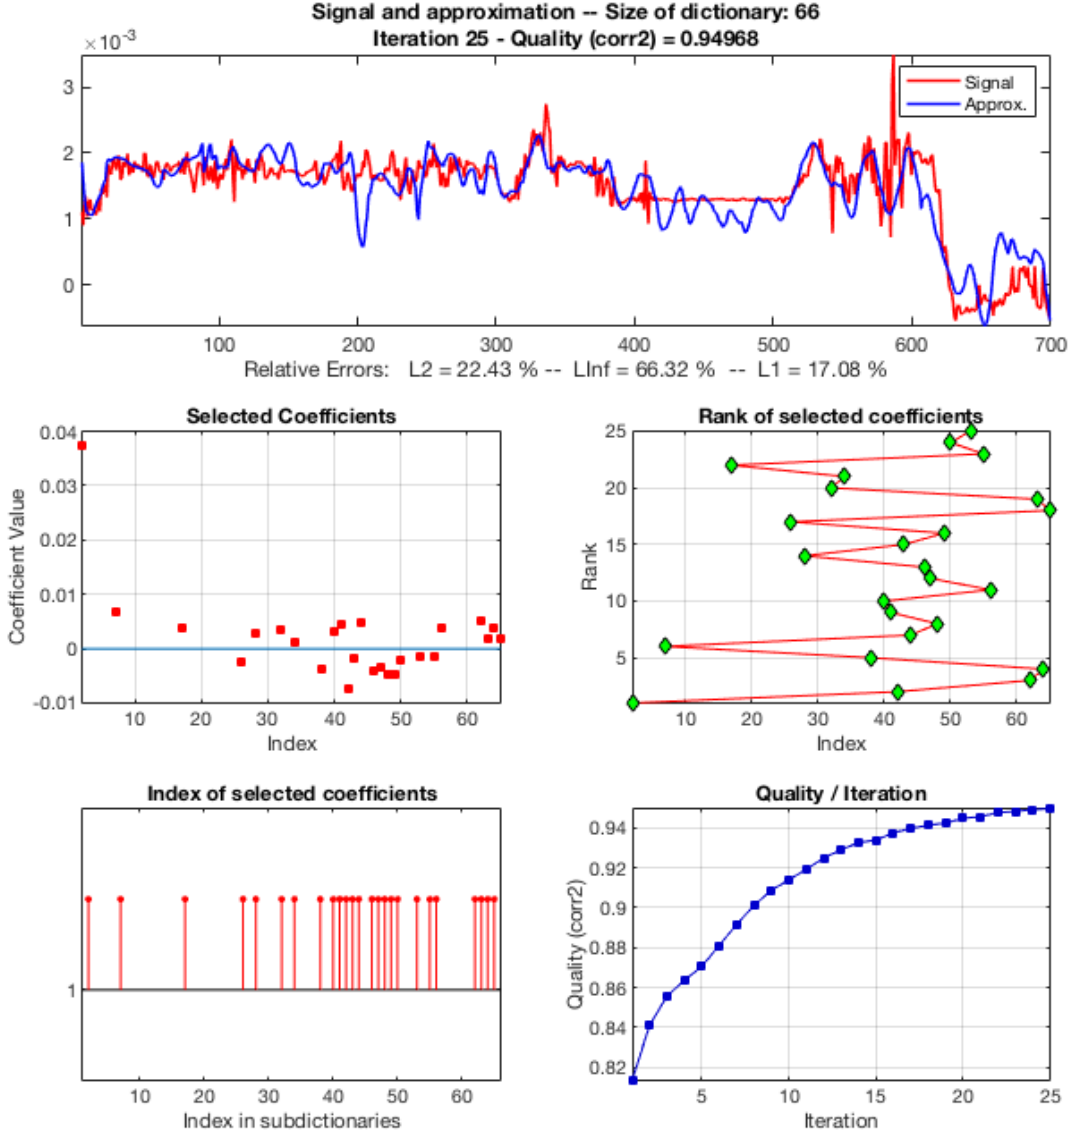 Signal and approximation -- Size of dictionary: 66
Iteration 25 - Quality (corr2) = 0.94968
×10⁻³
3
2
1
0
Signal
Approx.
100 200 300 400 500 600 700
Relative Errors: L2 = 22.43 % -- LInf = 66.32 % -- L1 = 17.08 %
Selected Coefficients
0.04
0.03
0.02
0.01
0
-0.01
Coefficient Value
10 20 30 40 50 60
Index
Rank of selected coefficients
25
20
15
10
5
Rank
10 20 30 40 50 60
Index
Index of selected coefficients
1
10 20 30 40 50 60
Index in subdictionaries
Quality / Iteration
0.94
0.92
0.9
0.88
0.86
0.84
0.82
Quality (corr2)
5 10 15 20 25
Iteration